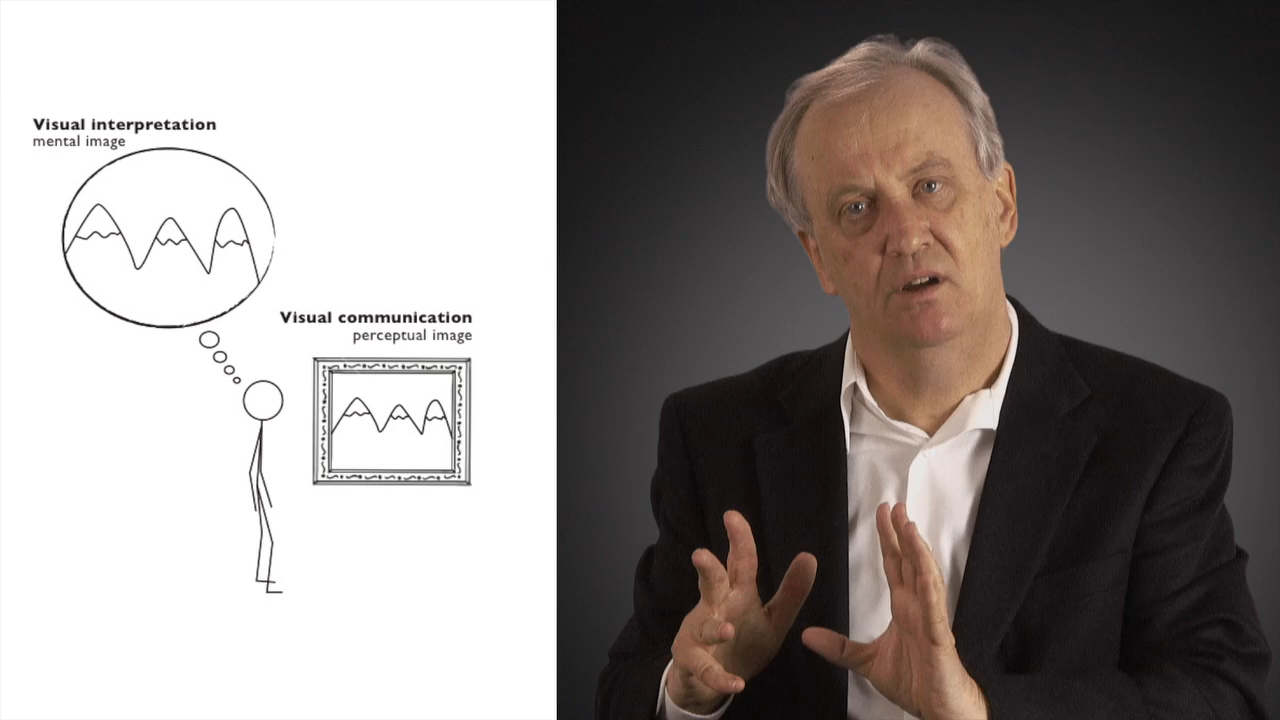 Visual interpretation
mental image
Visual communication
perceptual image